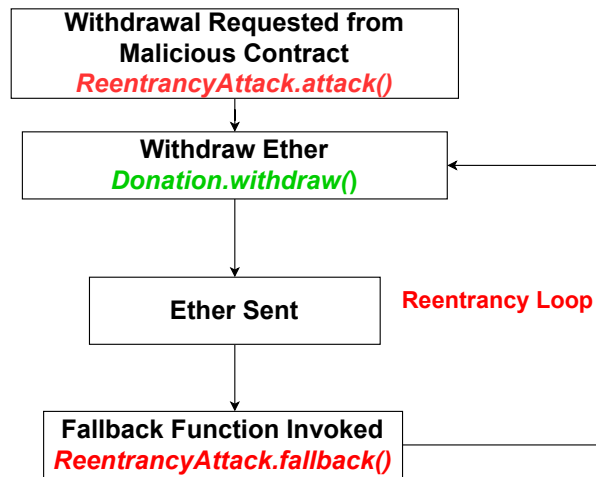 Withdrawal Requested from
Malicious Contract
ReentrancyAttack.attack()
Withdraw Ether
Donation.withdraw()
Ether Sent
Reentrancy Loop
Fallback Function Invoked
ReentrancyAttack.fallback()